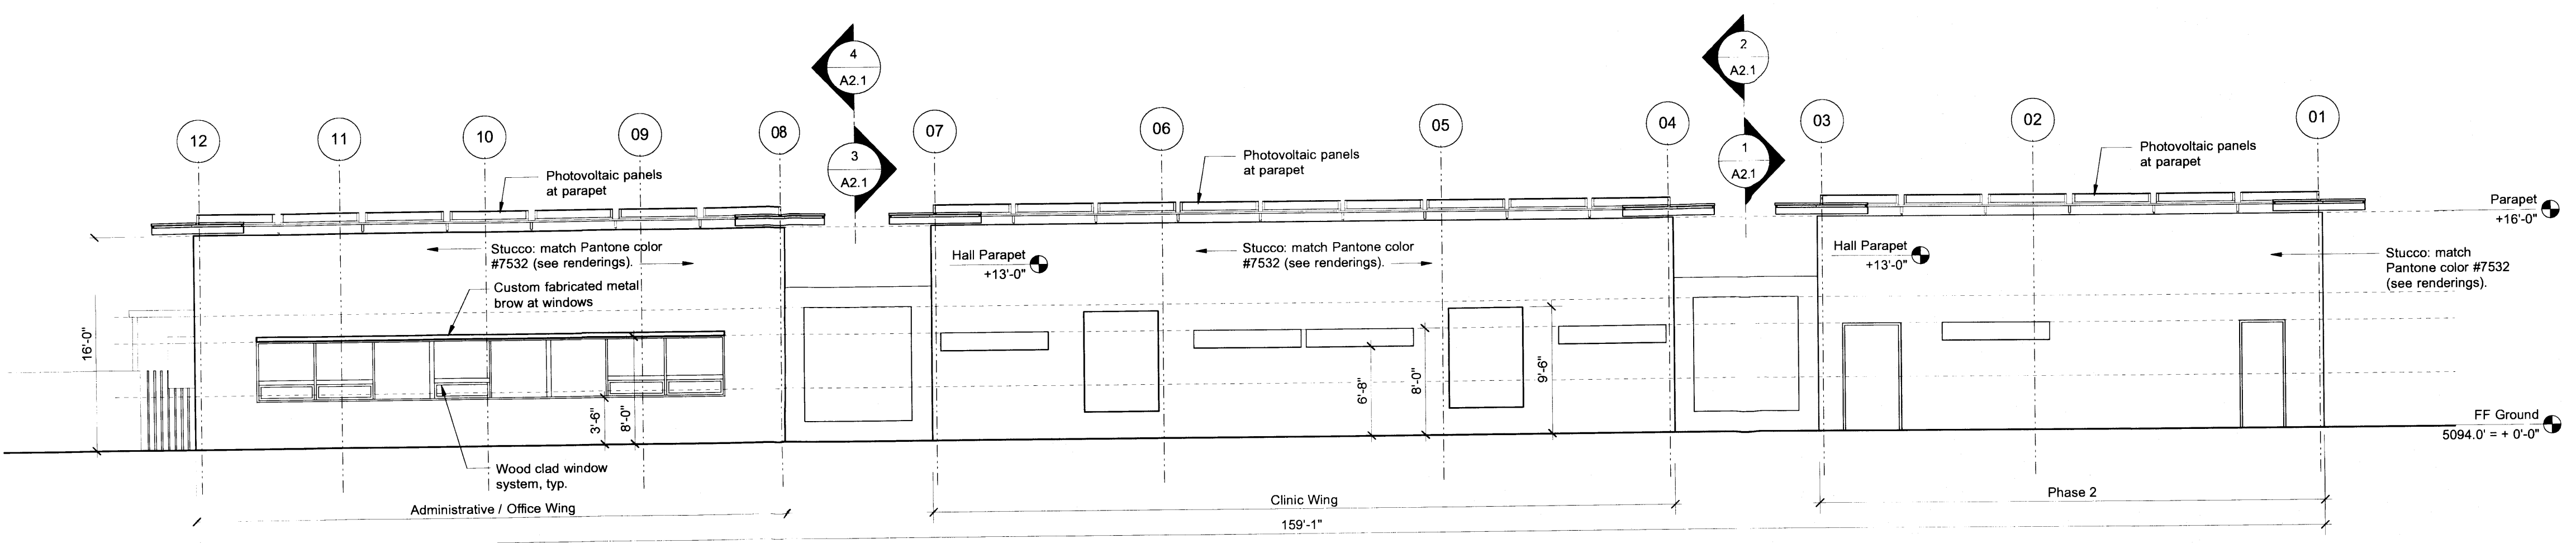 4
A2.1
2
A2.1
12
11
10
09
08
3
A2.1
07
06
05
04
1
A2.1
03
02
01
Photovoltaic panels
at parapet
Photovoltaic panels
at parapet
Photovoltaic panels
at parapet
Parapet
+16'-0"
Stucco: match Pantone color
#7532 (see renderings).
Hall Parapet
+13'-0"
Stucco: match Pantone color
#7532 (see renderings).
Hall Parapet
+13'-0"
Stucco: match
Pantone color #7532
(see renderings).
Custom fabricated metal
brow at windows
16'-0"
3'-6"
8'-0"
6'-8"
8'-0"
9'-6"
FF Ground
5094.0' = + 0'-0"
Wood clad window
system, typ.
Administrative / Office Wing
Clinic Wing
Phase 2
159'-1"